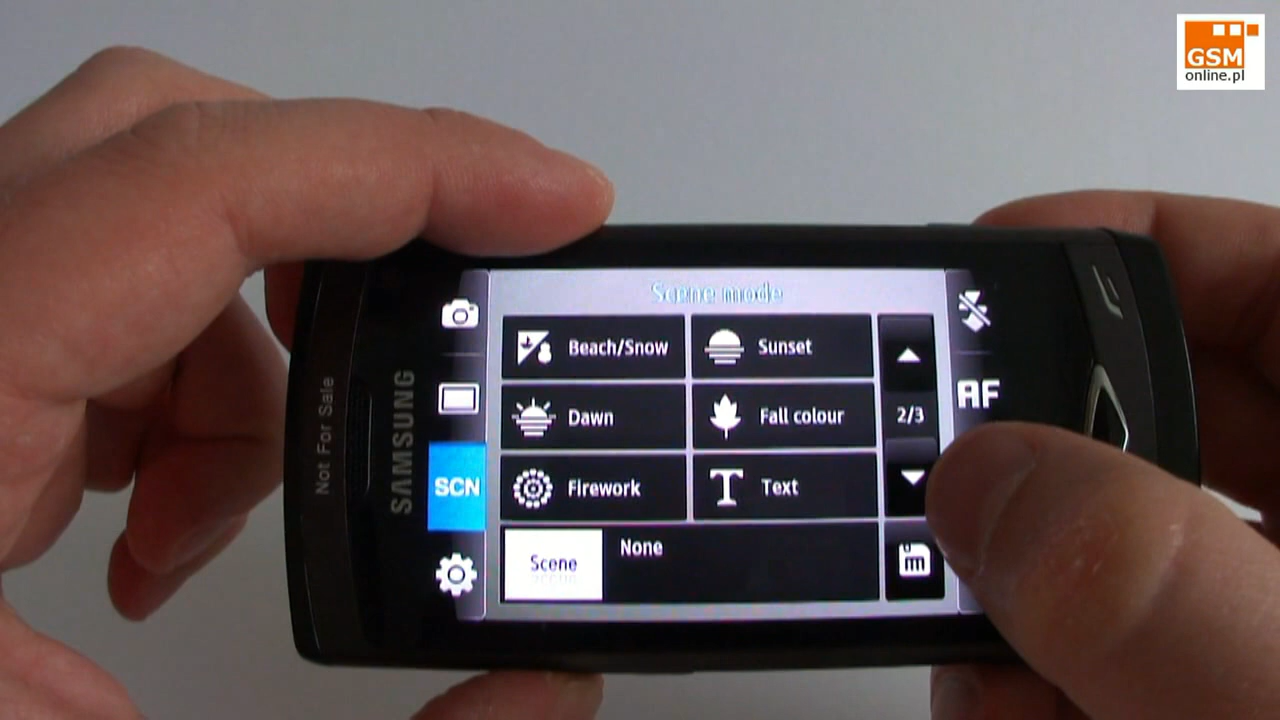 GSM
online.pl
Scene mode
Beach/Snow
Sunset
Dawn
Fall colour
2/3
AF
Firework
Text
SCN
Scene
None
SAMSUNG
Not For Sale